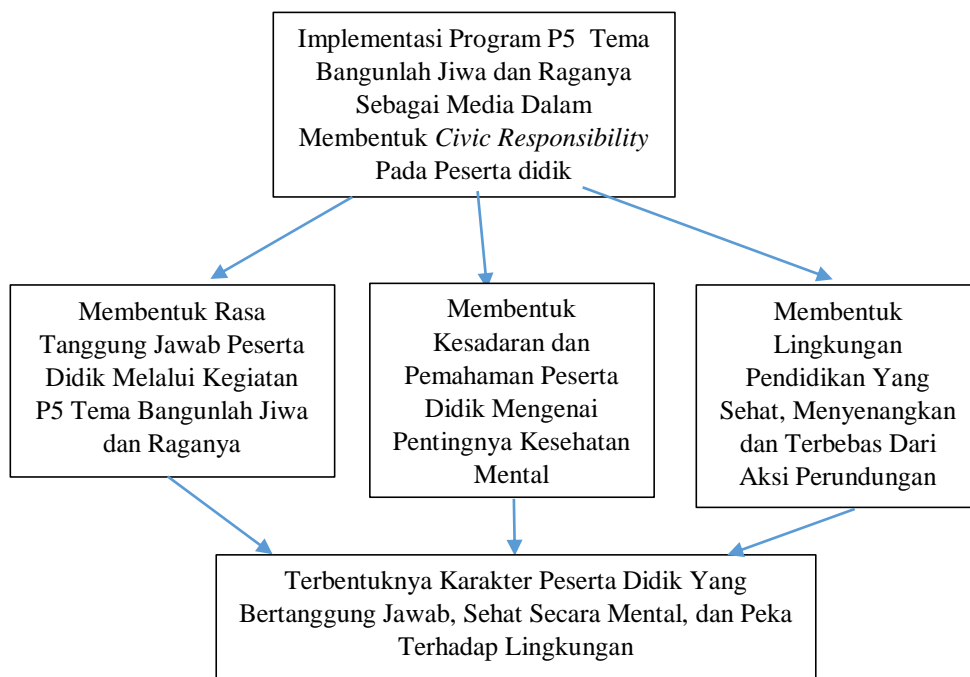 Implementasi Program P5 Tema
Bangunlah Jiwa dan Raganya
Sebagai Media Dalam
Membentuk Civic Responsibility
Pada Peserta didik
Membentuk Rasa
Tanggung Jawab Peserta
Didik Melalui Kegiatan
P5 Tema Bangunlah Jiwa
dan Raganya
Membentuk
Kesadaran dan
Pemahaman Peserta
Didik Mengenai
Pentingnya Kesehatan
Mental
Membentuk
Lingkungan
Pendidikan Yang
Sehat, Menyenangkan
dan Terbebas Dari
Aksi Perundungan
Terbentuknya Karakter Peserta Didik Yang
Bertanggung Jawab, Sehat Secara Mental, dan Peka
Terhadap Lingkungan